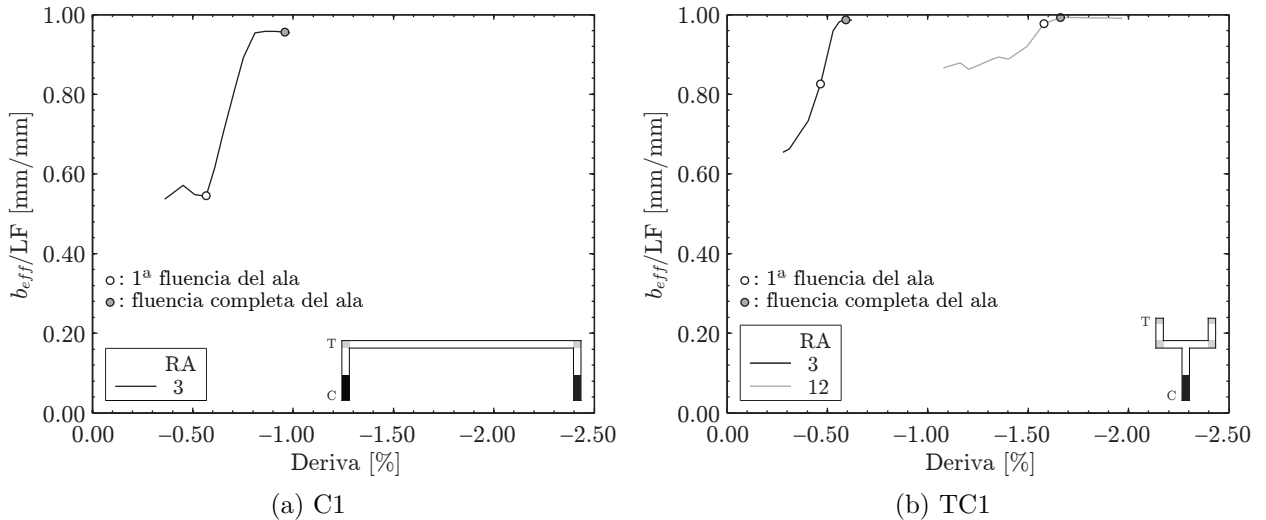 1.00
0.80
0.60
0.40
0.20
0.00
b_eff/LF [mm/mm]
○: 1ª fluencia del ala
●: fluencia completa del ala
RA
3
T
C
0.00 −0.50 −1.00 −1.50 −2.00 −2.50
Deriva [%]
(a) C1
1.00
0.80
0.60
0.40
0.20
0.00
b_eff/LF [mm/mm]
○: 1ª fluencia del ala
●: fluencia completa del ala
RA
3
12
T
C
0.00 −0.50 −1.00 −1.50 −2.00 −2.50
Deriva [%]
(b) TC1